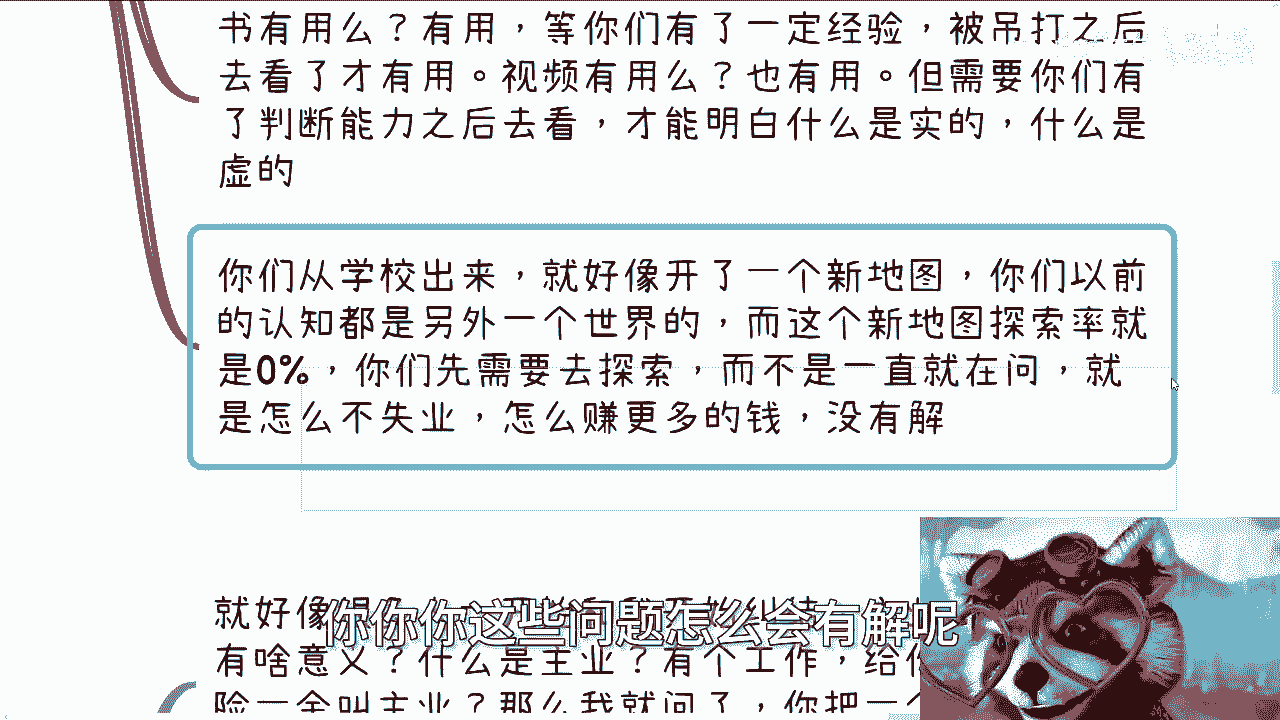 书有用么？有用，等你们有了一定经验，被吊打之后
去看了才有用。视频有用么？也有用。但需要你们有
了判断能力之后去看，才能明白什么是实的，什么是
虚的
你们从学校出来，就好像开了一个新地图，你们以前
的认知都是另外一个世界的，而这个新地图探索率就
是0%，你们先需要去探索，而不是一直就在问，就
是怎么不失业，怎么赚更多的钱，没有解
就好像
你你你这些问题怎么会有解呢
有啥意义？什么是主业？有个工作，给你
险一金叫主业？那么我就问了，你把一个